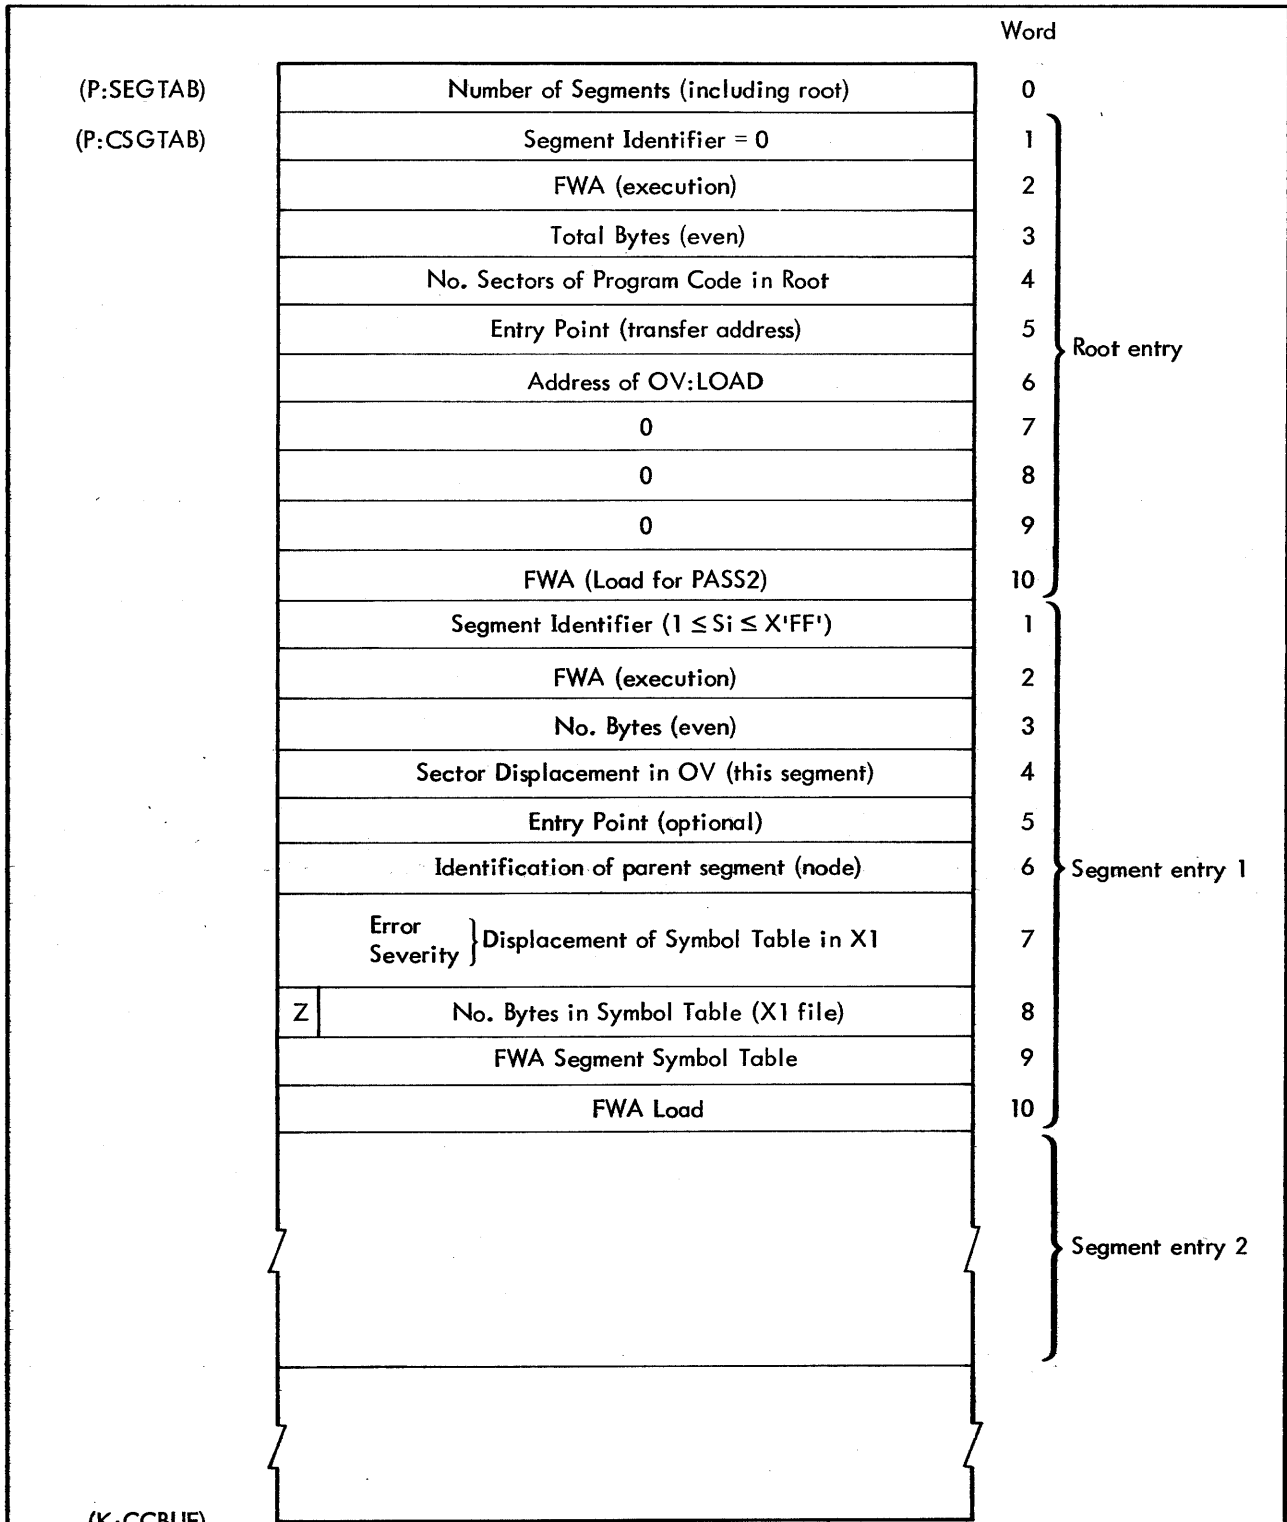 Word
(P:SEGTAB) Number of Segments (including root) 0
(P:CSGTAB) Segment Identifier = 0 1
FWA (execution) 2
Total Bytes (even) 3
No. Sectors of Program Code in Root 4
Entry Point (transfer address) 5
Root entry
Address of OV:LOAD 6
0 7
0 8
0 9
FWA (Load for PASS2) 10
Segment Identifier (1 ≤ Si ≤ X'FF') 1
FWA (execution) 2
No. Bytes (even) 3
Sector Displacement in OV (this segment) 4
Entry Point (optional) 5
Identification of parent segment (node) 6 Segment entry 1
Error
Severity } Displacement of Symbol Table in X1 7
Z No. Bytes in Symbol Table (X1 file) 8
FWA Segment Symbol Table 9
FWA Load 10
Segment entry 2
(K:CCBUF)